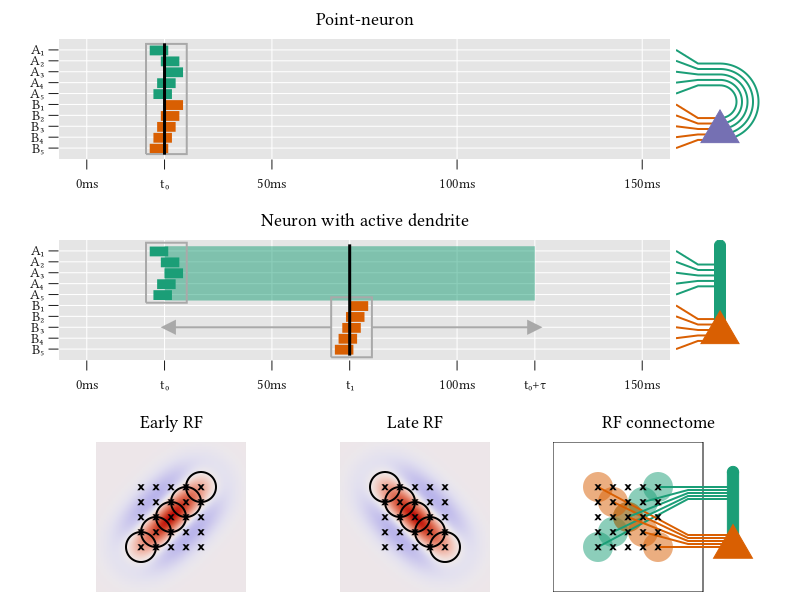 Point-neuron
A₁
A₂
A₃
A₄
A₅
B₁
B₂
B₃
B₄
B₅
0ms t₀ 50ms 100ms 150ms
Neuron with active dendrite
A₁
A₂
A₃
A₄
A₅
B₁
B₂
B₃
B₄
B₅
0ms t₀ 50ms t₁ 100ms t₀+τ 150ms
Early RF Late RF RF connectome